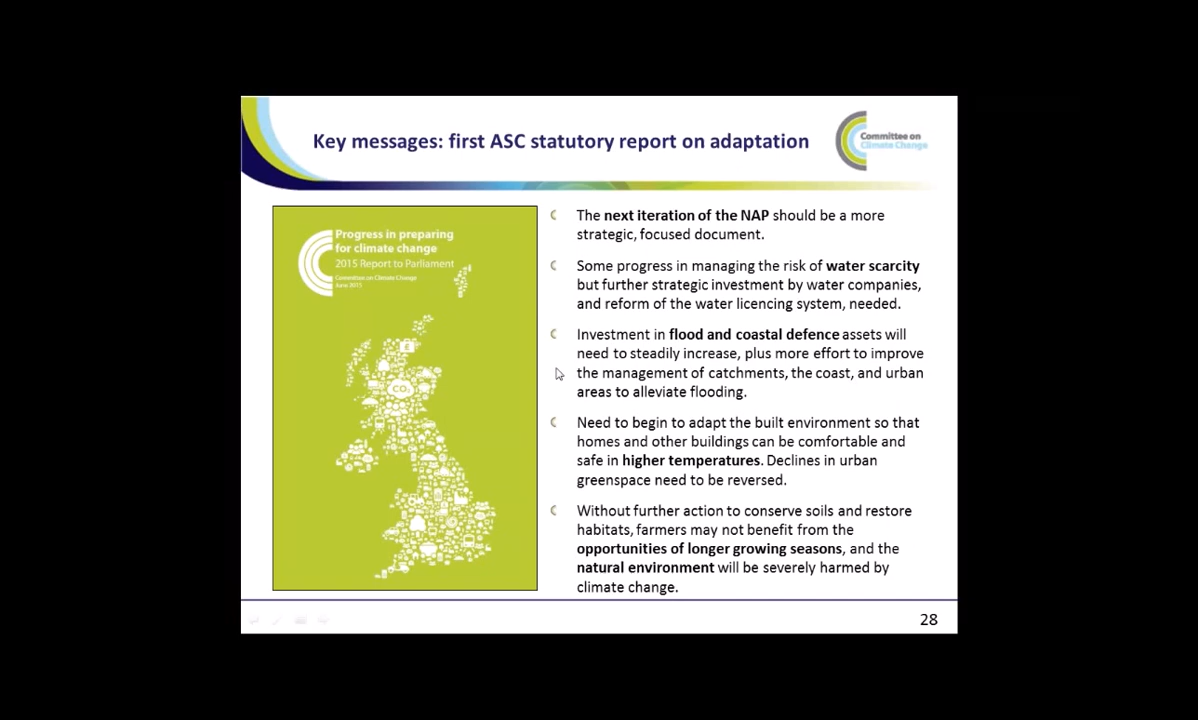 Key messages: first ASC statutory report on adaptation
Committee on
Climate Change
Progress in preparing
for climate change
2015 Report to Parliament
Committee on Climate Change
June 2015
CO₂
The next iteration of the NAP should be a more
strategic, focused document.
Some progress in managing the risk of water scarcity
but further strategic investment by water companies,
and reform of the water licencing system, needed.
Investment in flood and coastal defence assets will
need to steadily increase, plus more effort to improve
the management of catchments, the coast, and urban
areas to alleviate flooding.
Need to begin to adapt the built environment so that
homes and other buildings can be comfortable and
safe in higher temperatures. Declines in urban
greenspace need to be reversed.
Without further action to conserve soils and restore
habitats, farmers may not benefit from the
opportunities of longer growing seasons, and the
natural environment will be severely harmed by
climate change.
28